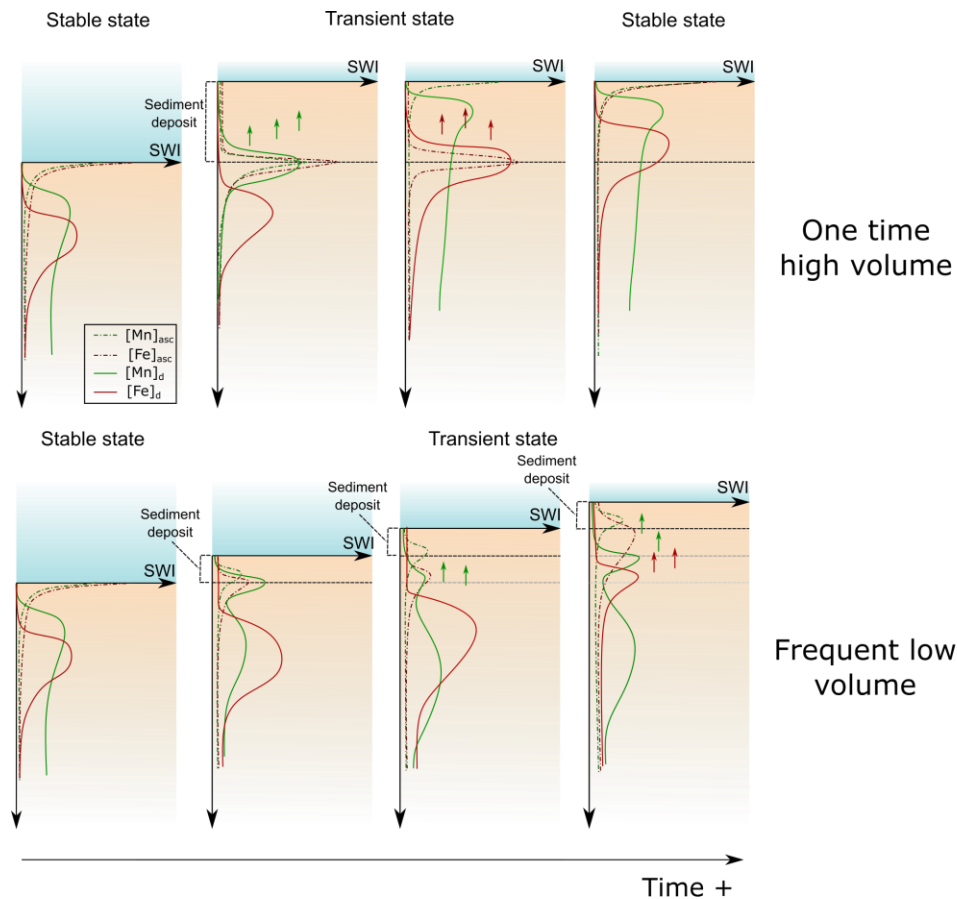 Stable state
Transient state
Stable state
SWI
SWI
SWI
Sediment
deposit
SWI
One time
high volume
[Mn]asc
[Fe]asc
[Mn]d
[Fe]d
Stable state
Transient state
Sediment
deposit
Sediment
deposit
Sediment
deposit
SWI
SWI
SWI
SWI
Frequent low
volume
Time +